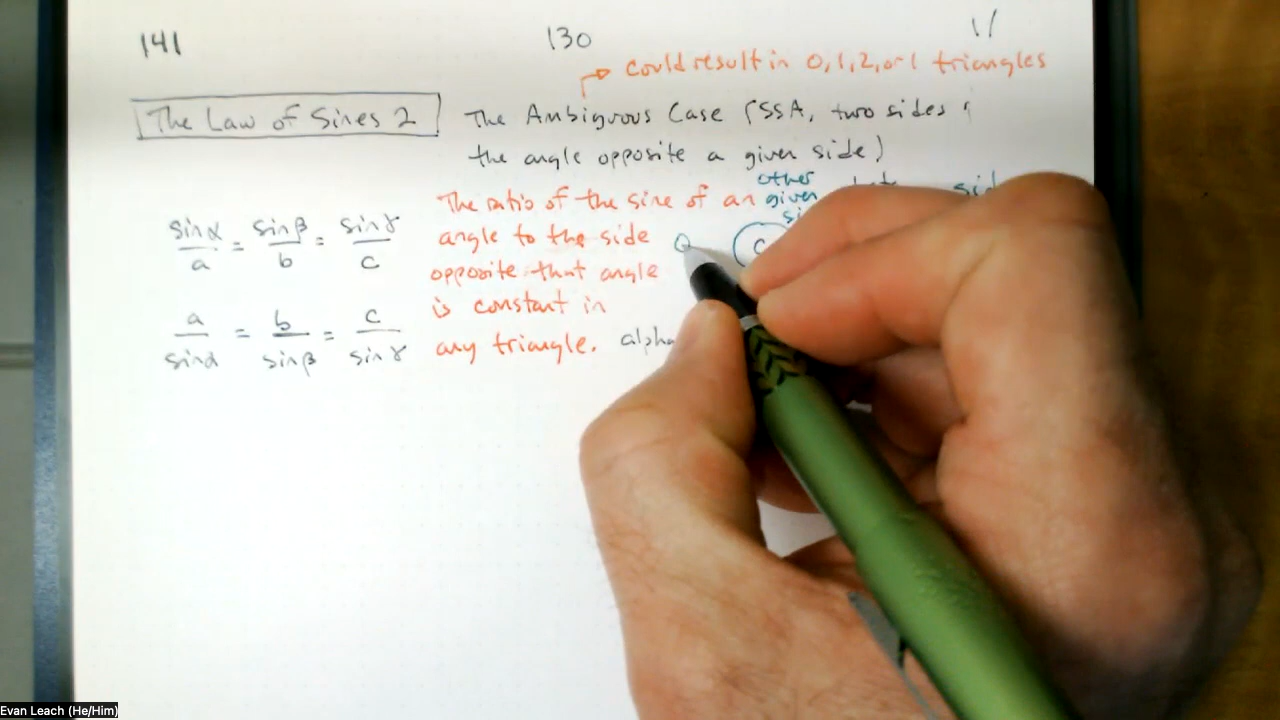 141 130 1/
could result in 0, 1, 2, or 1 triangles
The Law of Sines 2
The Ambiguous Case (SSA, two sides
the angle opposite a given side)
other
The ratio of the sine of an given
angle to the side
opposite that angle
is constant in
any triangle. alpha
sinα/a = sinβ/b = sinγ/c
a/sinα = b/sinβ = c/sinγ
C
Evan Leach (He/Him)